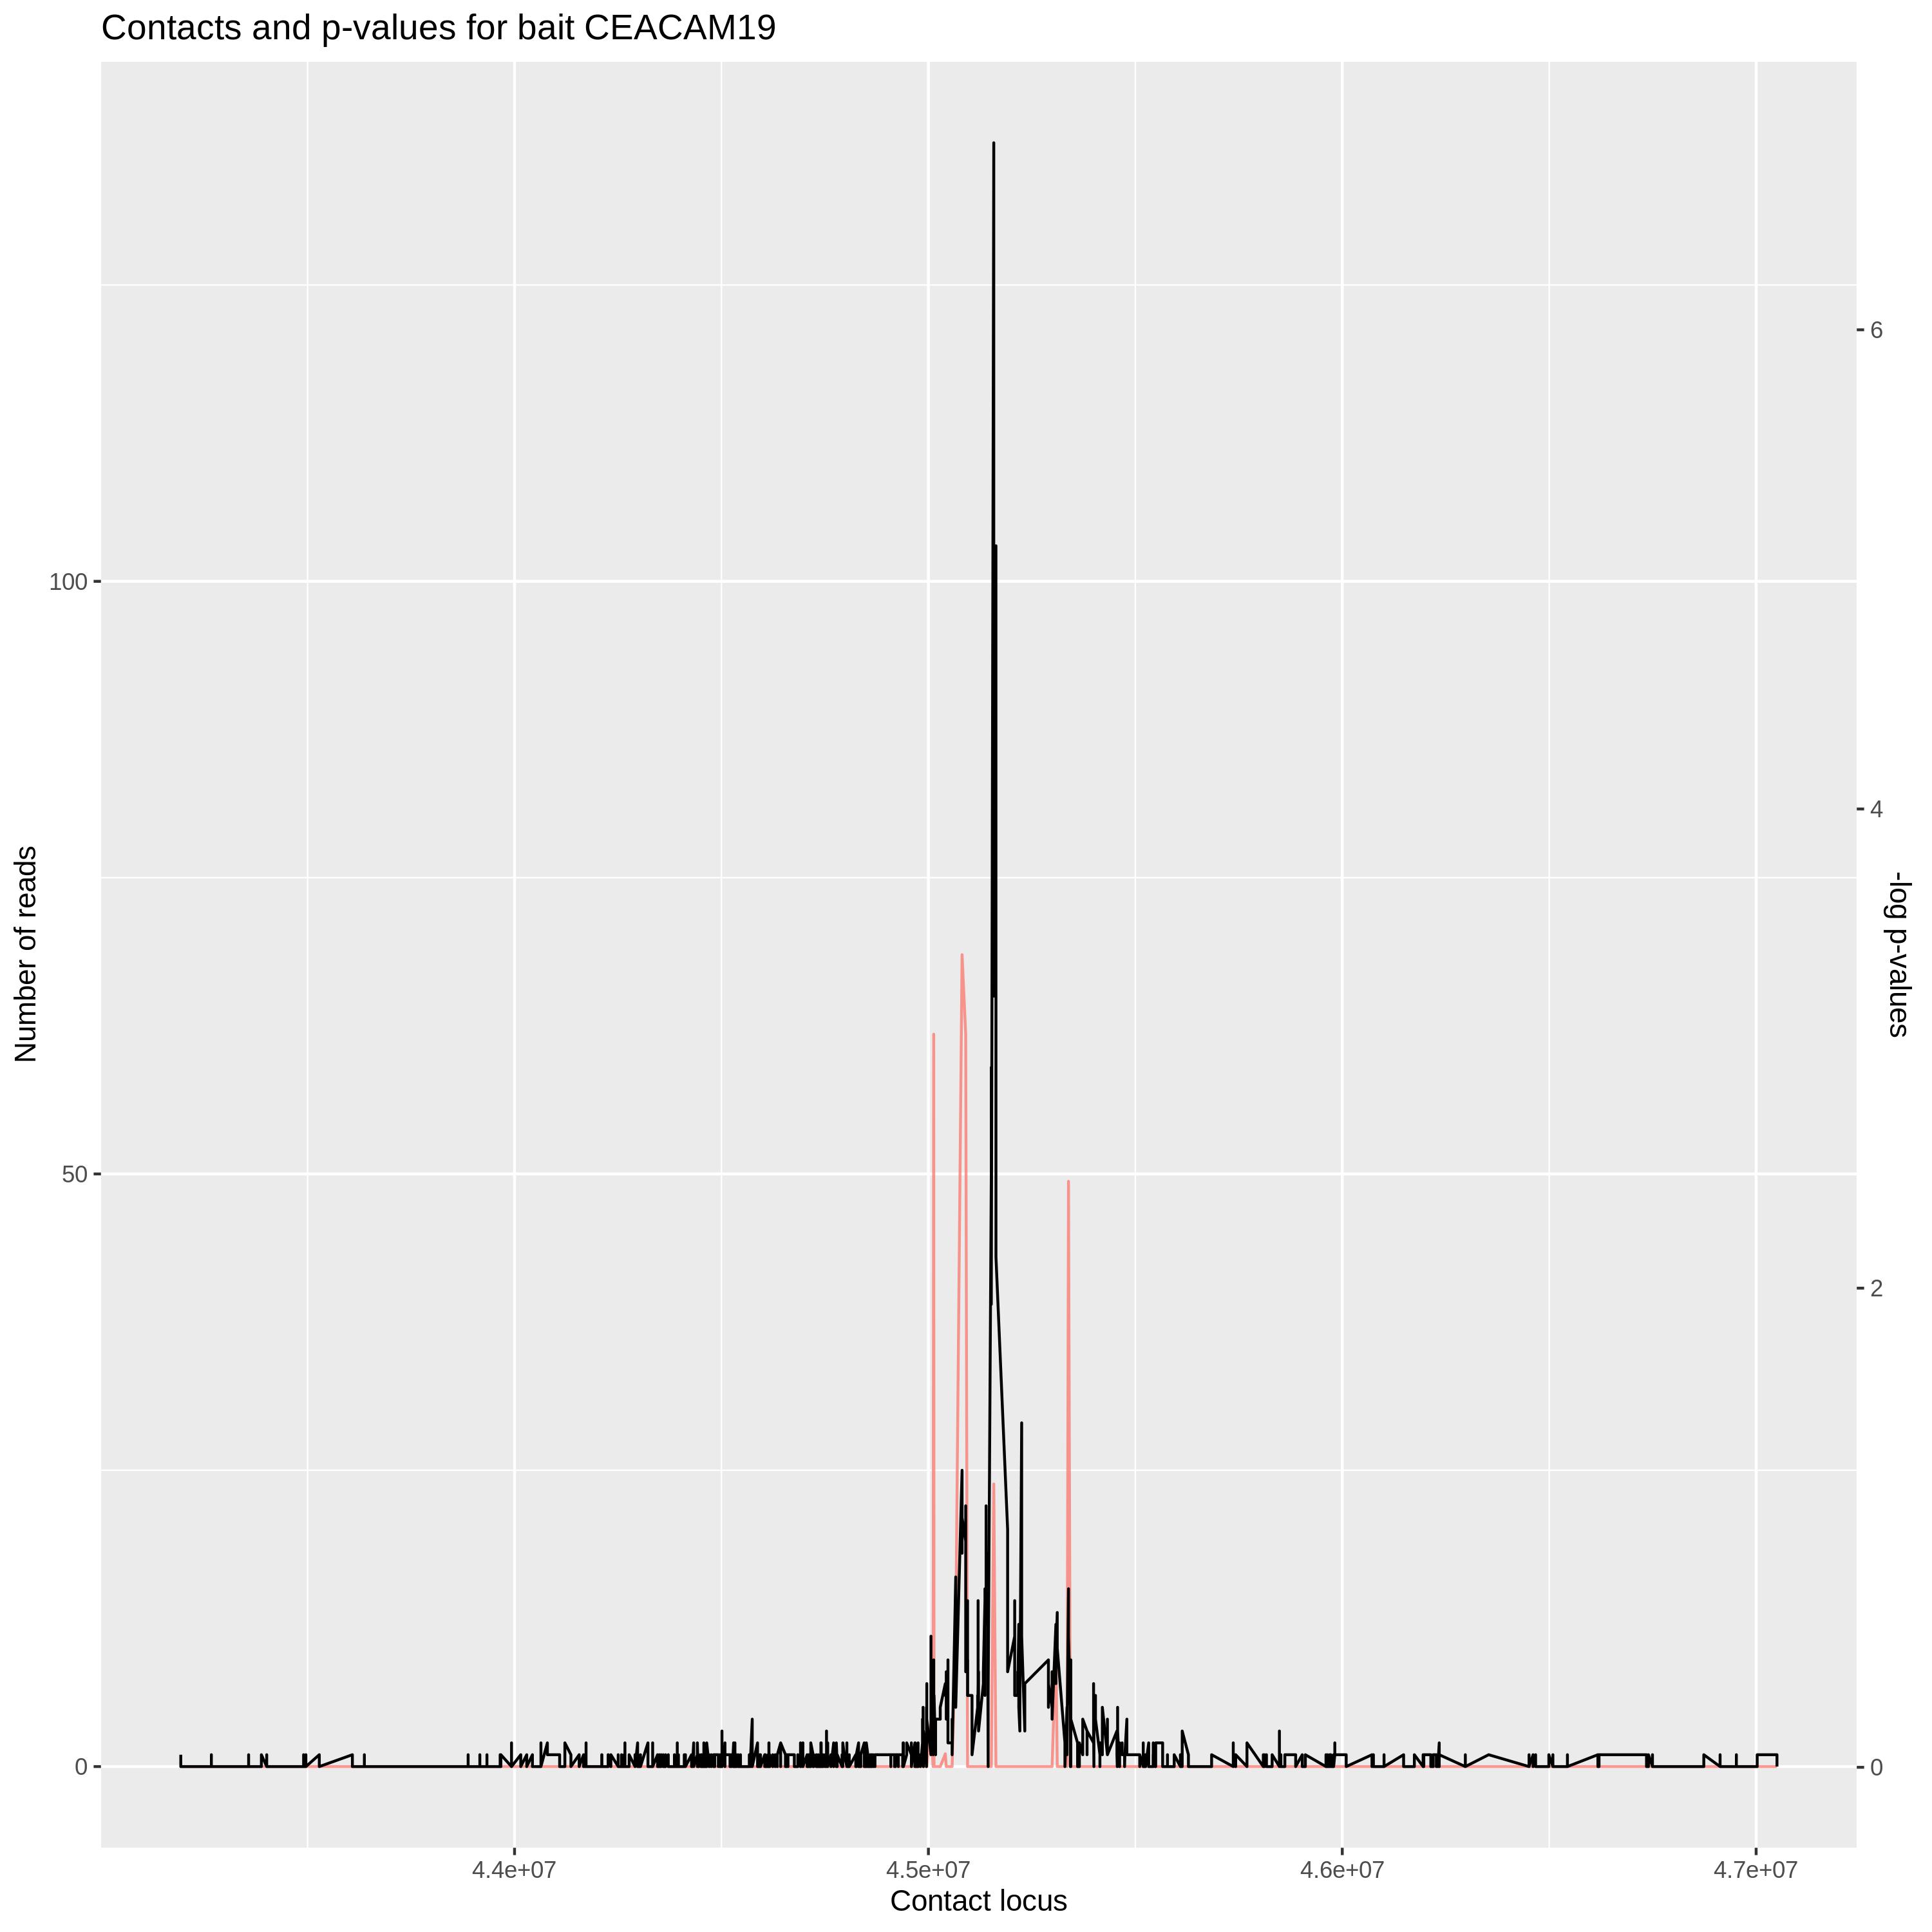 Contacts and p-values for bait CEACAM19
Number of reads
100
50
0
6
4
2
0
-log p-values
4.4e+07
4.5e+07
4.6e+07
4.7e+07
Contact locus